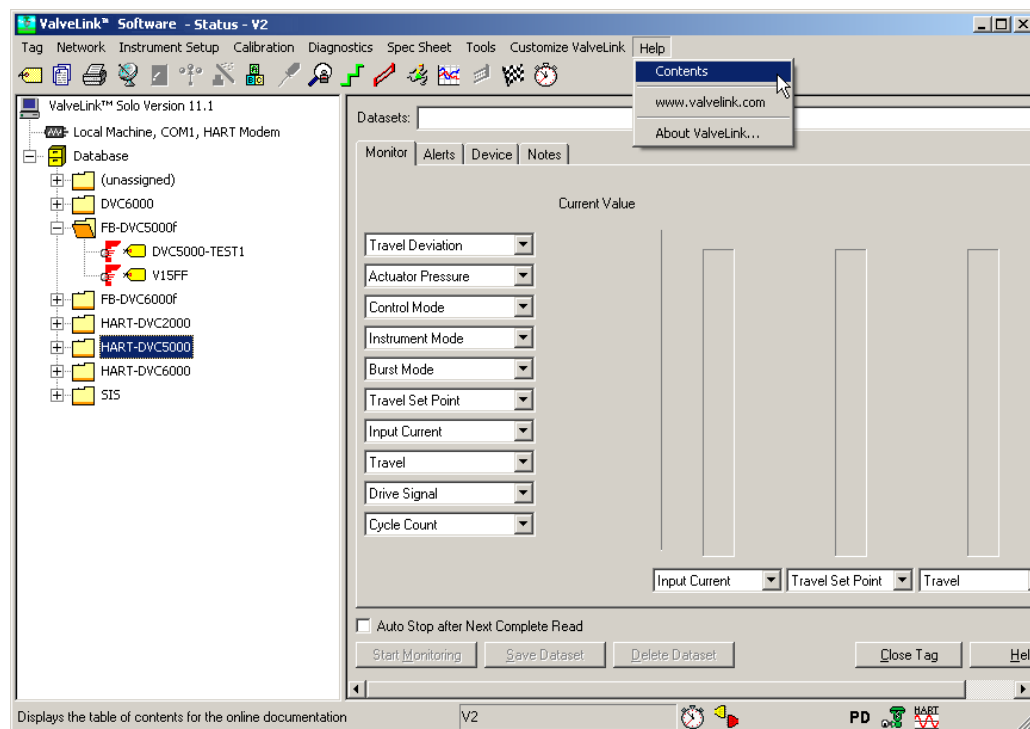 ValveLink™ Software - Status - V2
Tag Network Instrument Setup Calibration Diagnostics Spec Sheet Tools Customize ValveLink Help
Contents
www.valvelink.com
About ValveLink...
ValveLink™ Solo Version 11.1
Local Machine, COM1, HART Modem
Database
(unassigned)
DVC6000
FB-DVC5000f
DVC5000-TEST1
V15FF
FB-DVC6000f
HART-DVC2000
HART-DVC5000
HART-DVC6000
SIS
Datasets:
Monitor Alerts Device Notes
Current Value
Travel Deviation
Actuator Pressure
Control Mode
Instrument Mode
Burst Mode
Travel Set Point
Input Current
Travel
Drive Signal
Cycle Count
Input Current Travel Set Point Travel
Auto Stop after Next Complete Read
Start Monitoring Save Dataset Delete Dataset Close Tag Hel
Displays the table of contents for the online documentation V2 PD HART